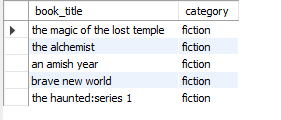 book_title category
the magic of the lost temple fiction
the alchemist fiction
an amish year fiction
brave new world fiction
the haunted:series 1 fiction